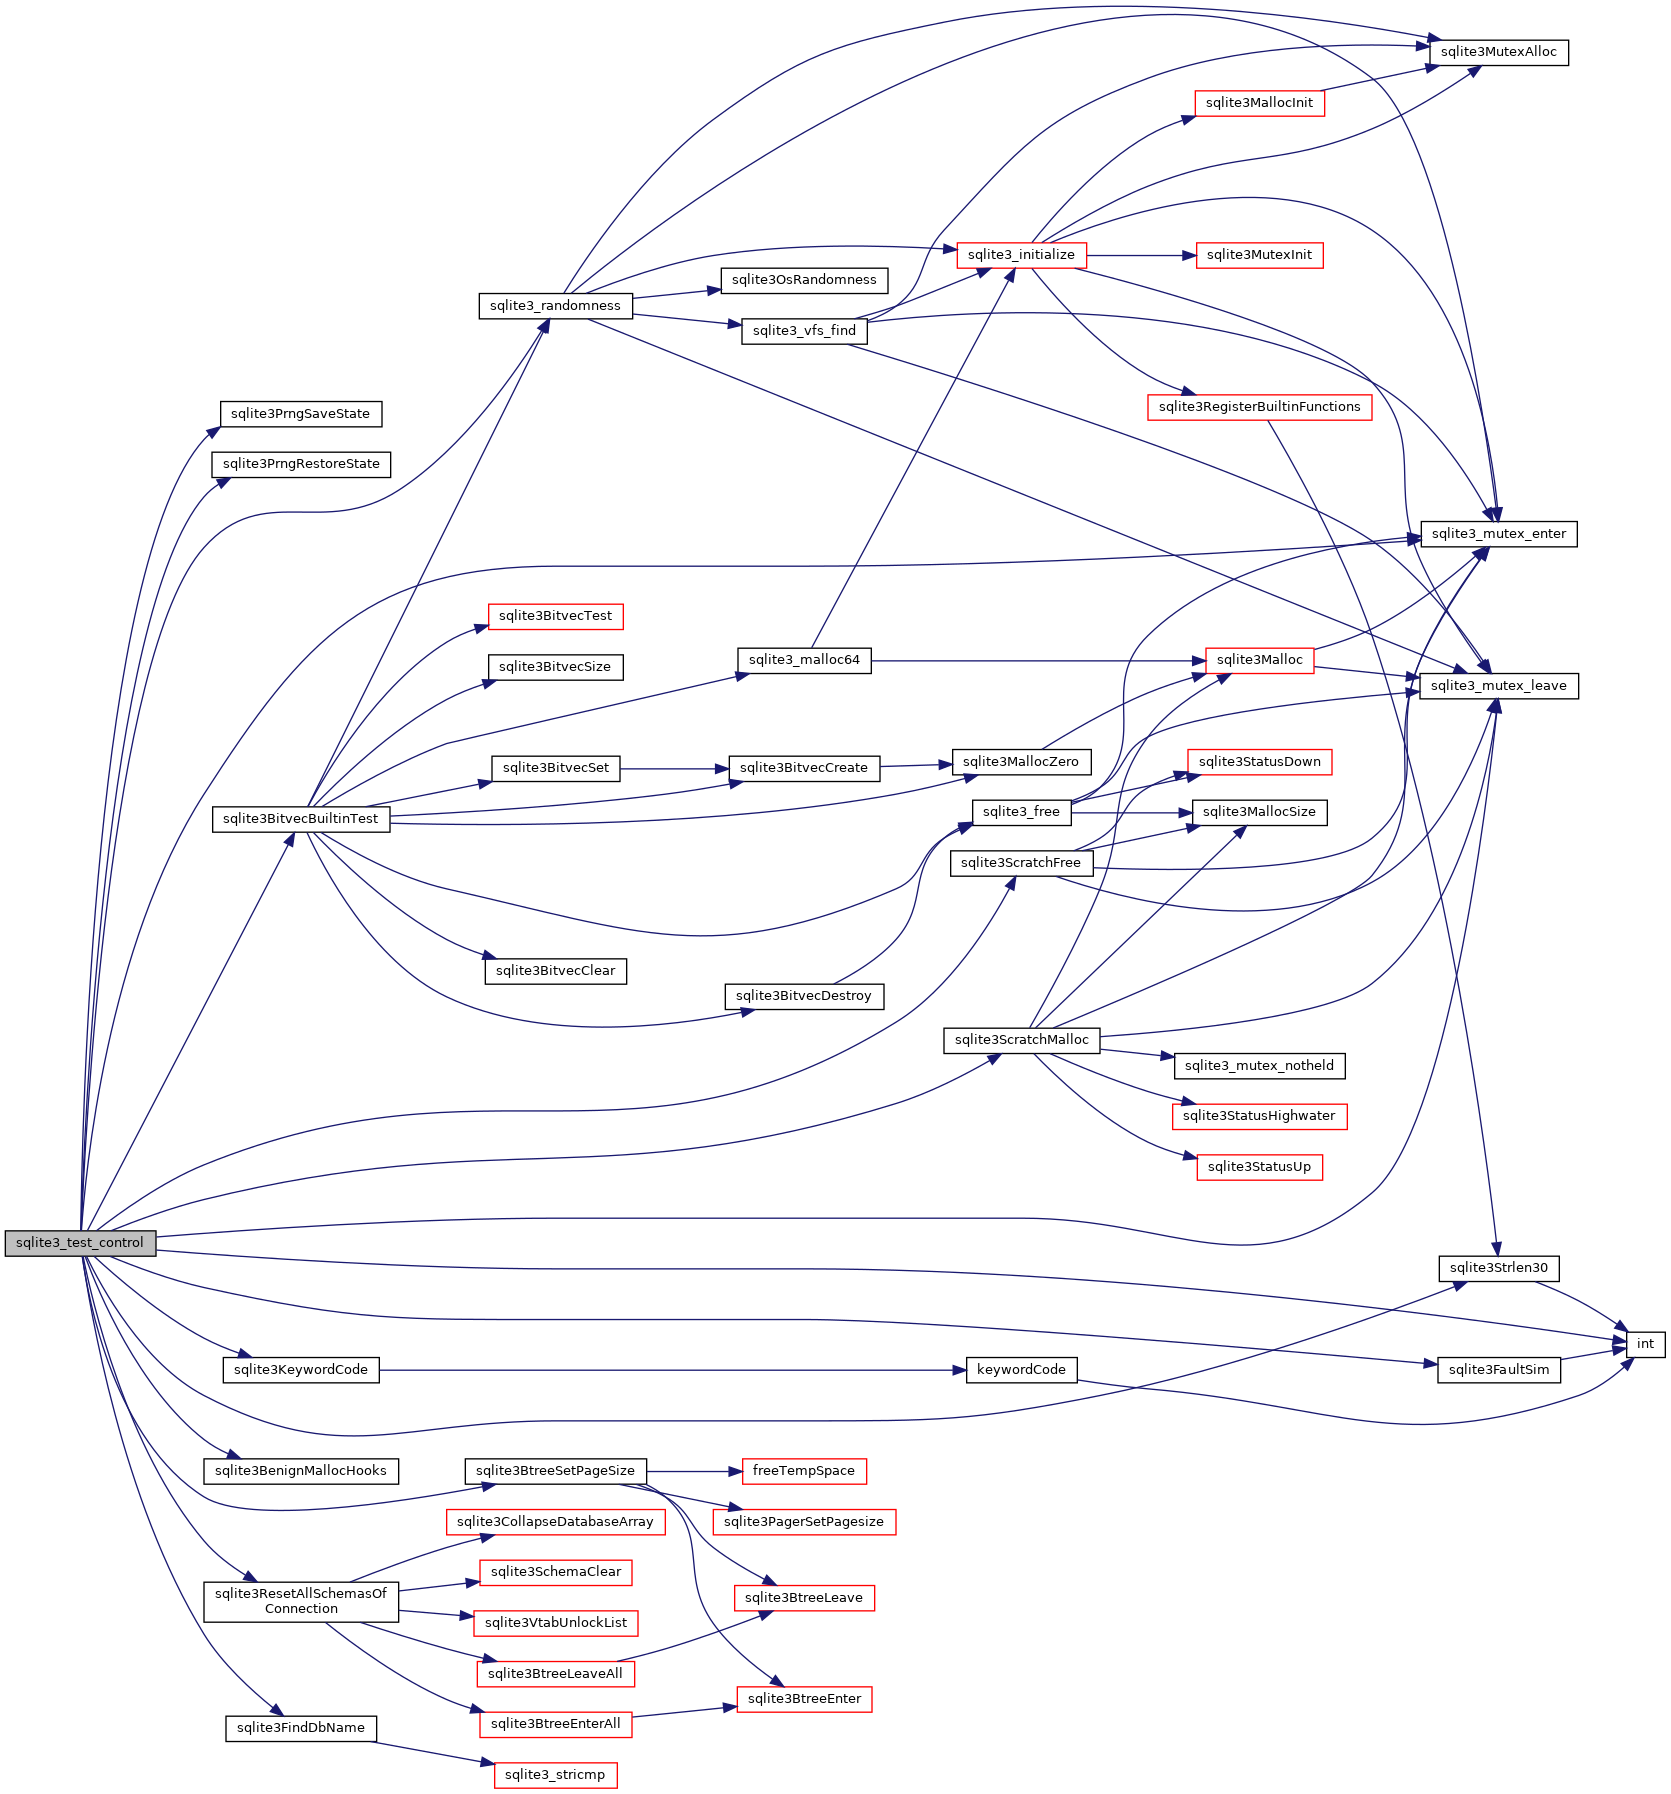 sqlite3MutexAlloc
sqlite3MallocInit
sqlite3_initialize
sqlite3MutexInit
sqlite3OsRandomness
sqlite3_randomness
sqlite3_vfs_find
sqlite3RegisterBuiltinFunctions
sqlite3PrngSaveState
sqlite3PrngRestoreState
sqlite3_mutex_enter
sqlite3BitvecTest
sqlite3BitvecSize
sqlite3_malloc64
sqlite3Malloc
sqlite3_mutex_leave
sqlite3BitvecSet
sqlite3BitvecCreate
sqlite3MallocZero
sqlite3StatusDown
sqlite3BitvecBuiltinTest
sqlite3_free
sqlite3MallocSize
sqlite3ScratchFree
sqlite3BitvecClear
sqlite3BitvecDestroy
sqlite3ScratchMalloc
sqlite3_mutex_notheld
sqlite3StatusHighwater
sqlite3StatusUp
sqlite3_test_control
sqlite3Strlen30
int
sqlite3KeywordCode
keywordCode
sqlite3FaultSim
sqlite3BenignMallocHooks
sqlite3BtreeSetPageSize
freeTempSpace
sqlite3CollapseDatabaseArray
sqlite3PagerSetPagesize
sqlite3SchemaClear
sqlite3ResetAllSchemasOf
Connection
sqlite3BtreeLeave
sqlite3VtabUnlockList
sqlite3BtreeLeaveAll
sqlite3BtreeEnter
sqlite3BtreeEnterAll
sqlite3FindDbName
sqlite3_stricmp